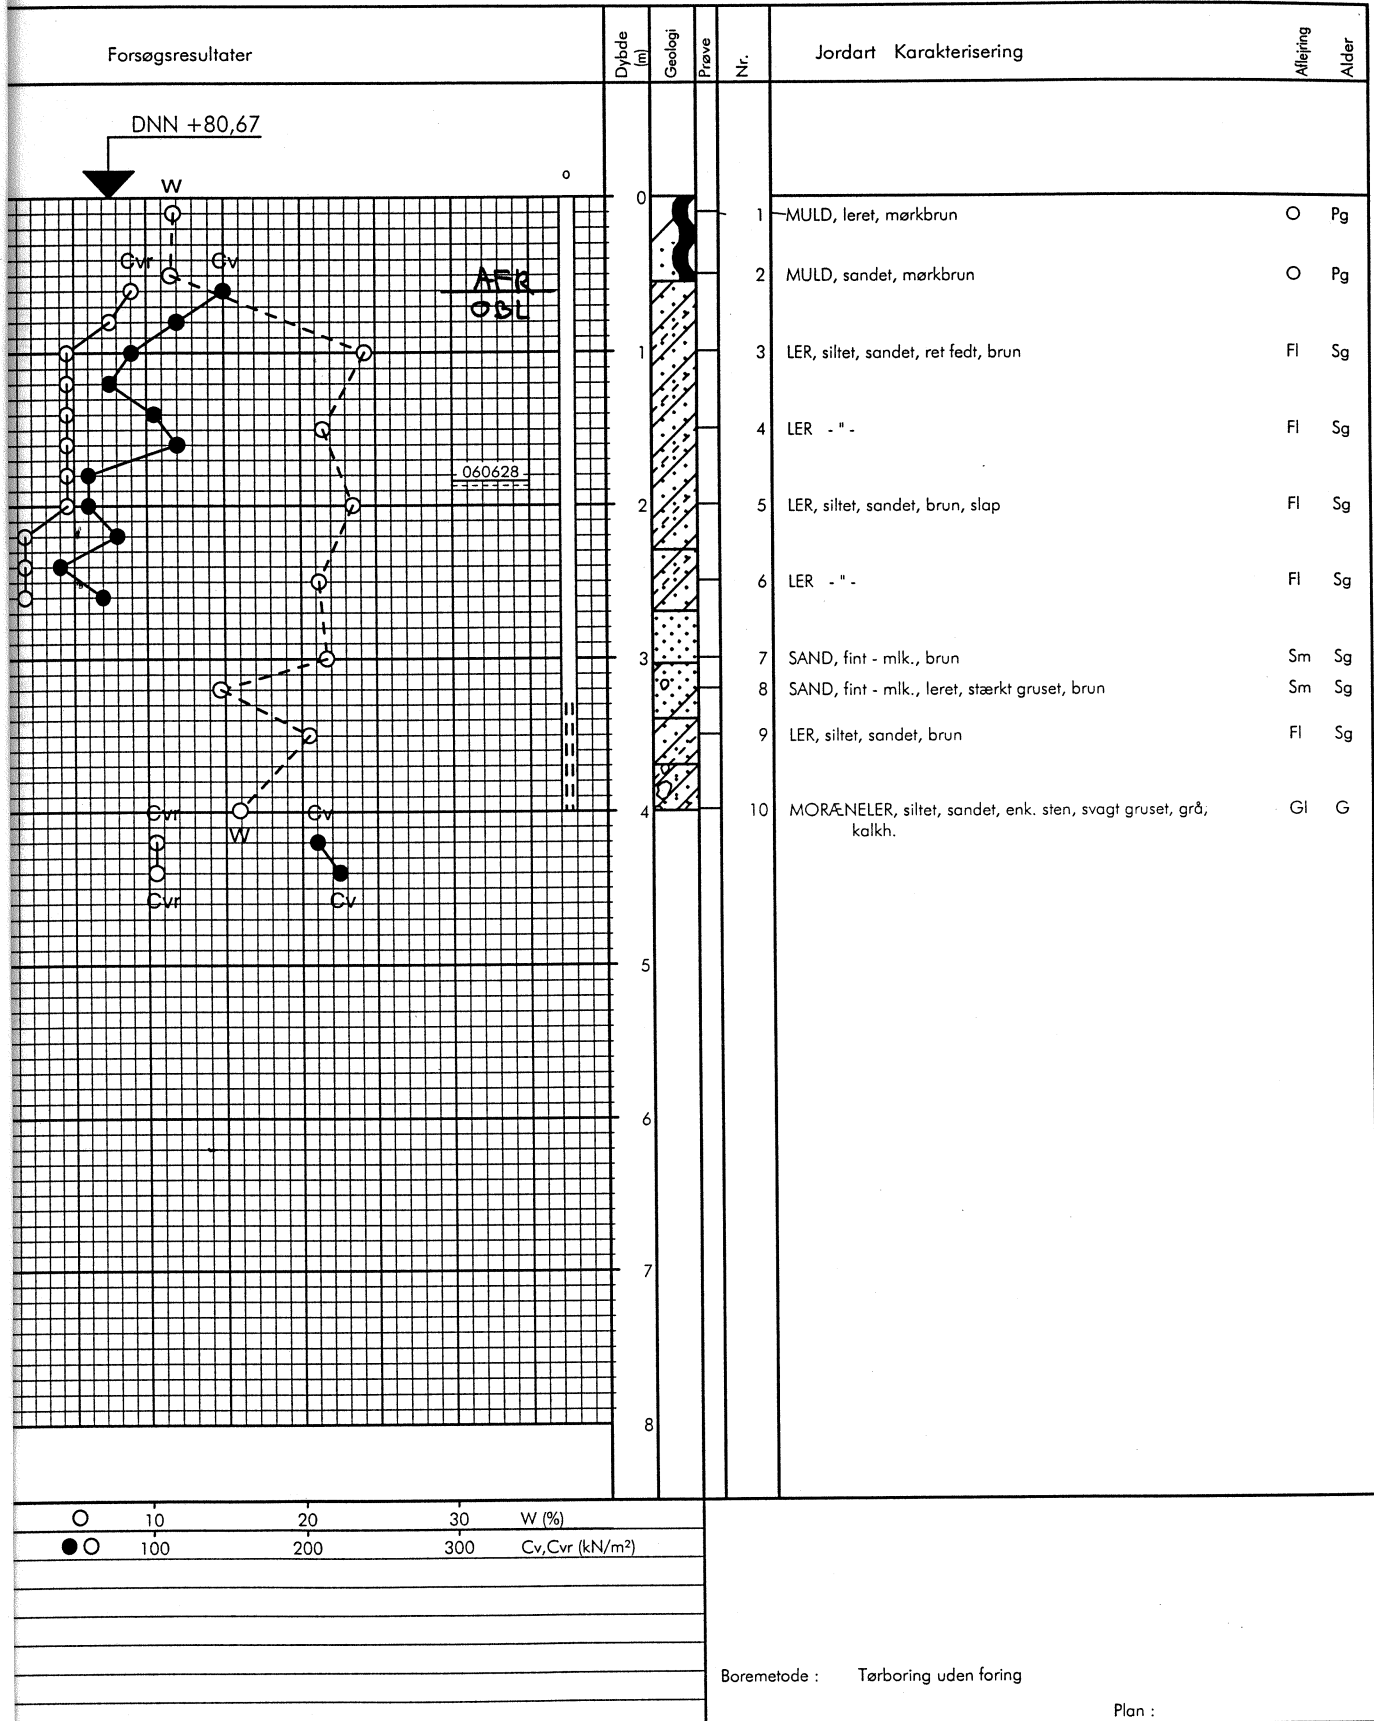 Forsøgsresultater
Dybde (m)
Geologi
Prøve
Nr.
Jordart Karakterisering
Aflejring
Alder
DNN +80,67
W
0
1 MULD, leret, mørkbrun O Pg
Cvr Cv
AFR
OBL
2 MULD, sandet, mørkbrun O Pg
1
3 LER, siltet, sandet, ret fedt, brun Fl Sg
4 LER - " - Fl Sg
060628
2
5 LER, siltet, sandet, brun, slap Fl Sg
6 LER - " - Fl Sg
3
7 SAND, fint - mlk., brun Sm Sg
8 SAND, fint - mlk., leret, stærkt gruset, brun Sm Sg
9 LER, siltet, sandet, brun Fl Sg
Cvr W Cv
4
10 MORÆNELER, siltet, sandet, enk. sten, svagt gruset, grå, Gl G
kalkh.
Cvr Cv
5
6
7
8
10 20 30 W (%)
100 200 300 Cv,Cvr (kN/m²)
Boremetode : Tørboring uden foring
Plan :